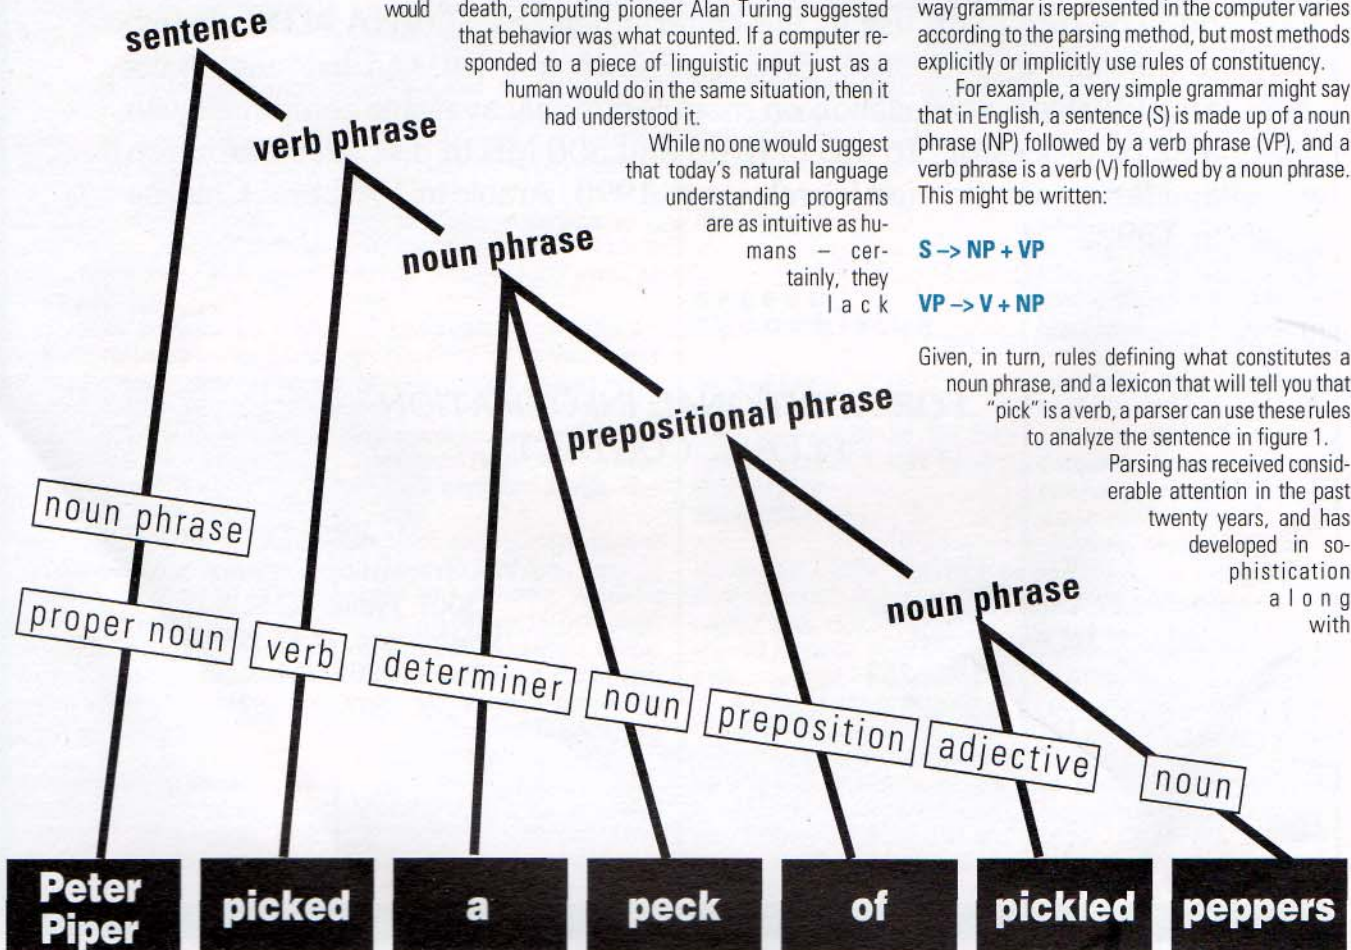 would
death, computing pioneer Alan Turing suggested
that behavior was what counted. If a computer re-
sponded to a piece of linguistic input just as a
human would do in the same situation, then it
had understood it.
While no one would suggest
that today's natural language
understanding programs
are as intuitive as hu-
mans – cer-
tainly, they
lack
way grammar is represented in the computer varies
according to the parsing method, but most methods
explicitly or implicitly use rules of constituency.
For example, a very simple grammar might say
that in English, a sentence (S) is made up of a noun
phrase (NP) followed by a verb phrase (VP), and a
verb phrase is a verb (V) followed by a noun phrase.
This might be written:
S –> NP + VP
VP –> V + NP
Given, in turn, rules defining what constitutes a
noun phrase, and a lexicon that will tell you that
"pick" is a verb, a parser can use these rules
to analyze the sentence in figure 1.
Parsing has received consid-
erable attention in the past
twenty years, and has
developed in so-
phistication
along
with
sentence
verb phrase
noun phrase
prepositional phrase
noun phrase
noun phrase
proper noun
verb
determiner
noun
preposition
adjective
noun
Peter
Piper
picked
a
peck
of
pickled
peppers